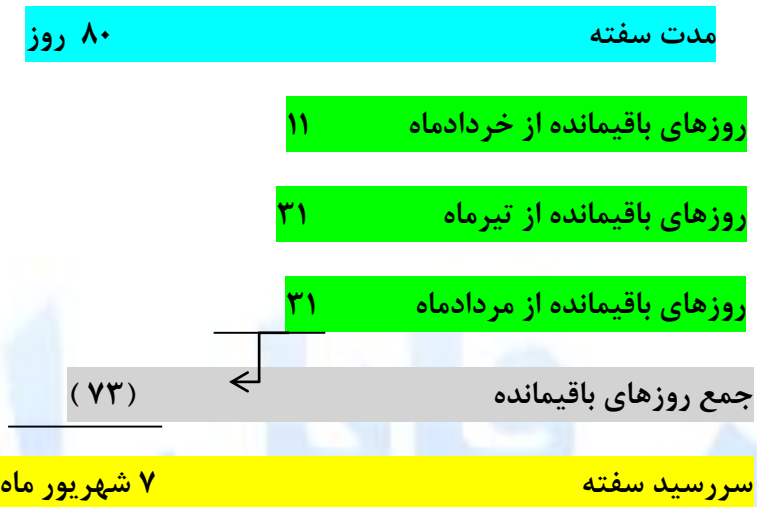 مدت سفته ۸۰ روز
روزهای باقیمانده از خردادماه ۱۱
روزهای باقیمانده از تیرماه ۳۱
روزهای باقیمانده از مردادماه ۳۱
جمع روزهای باقیمانده (۷۳)
سررسید سفته ۷ شهریور ماه